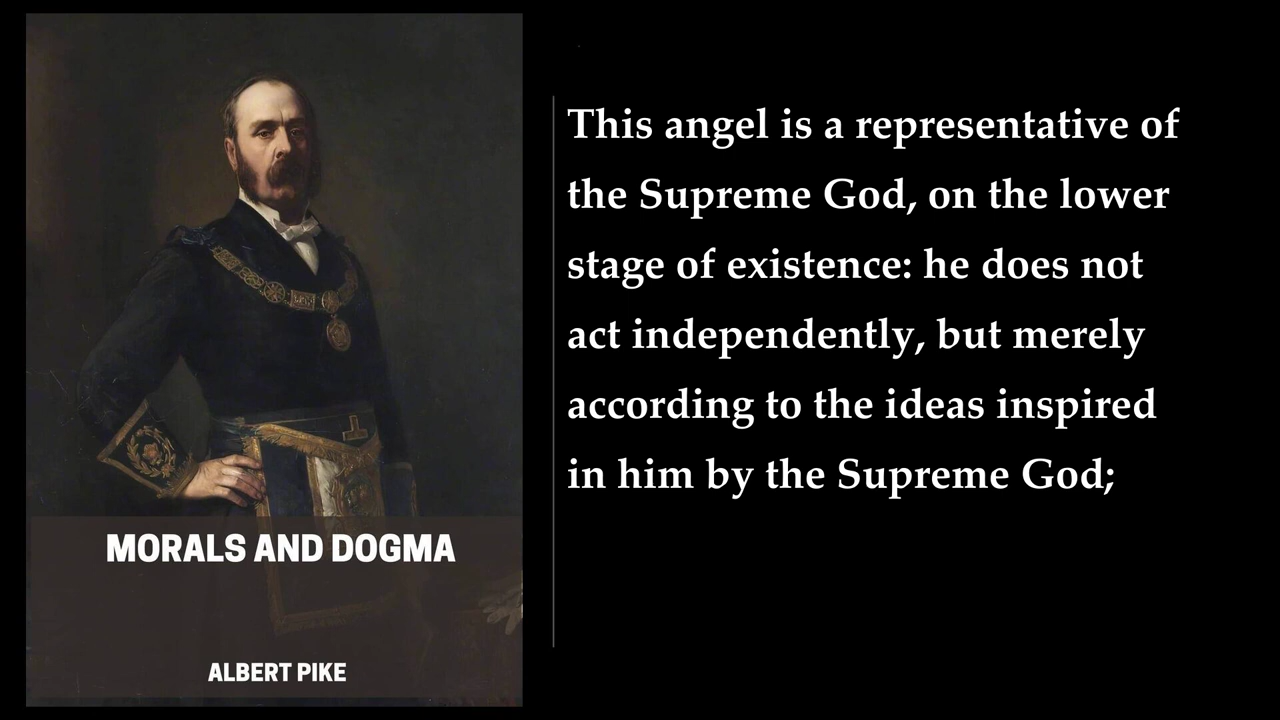 MORALS AND DOGMA
ALBERT PIKE
This angel is a representative of
the Supreme God, on the lower
stage of existence: he does not
act independently, but merely
according to the ideas inspired
in him by the Supreme God;